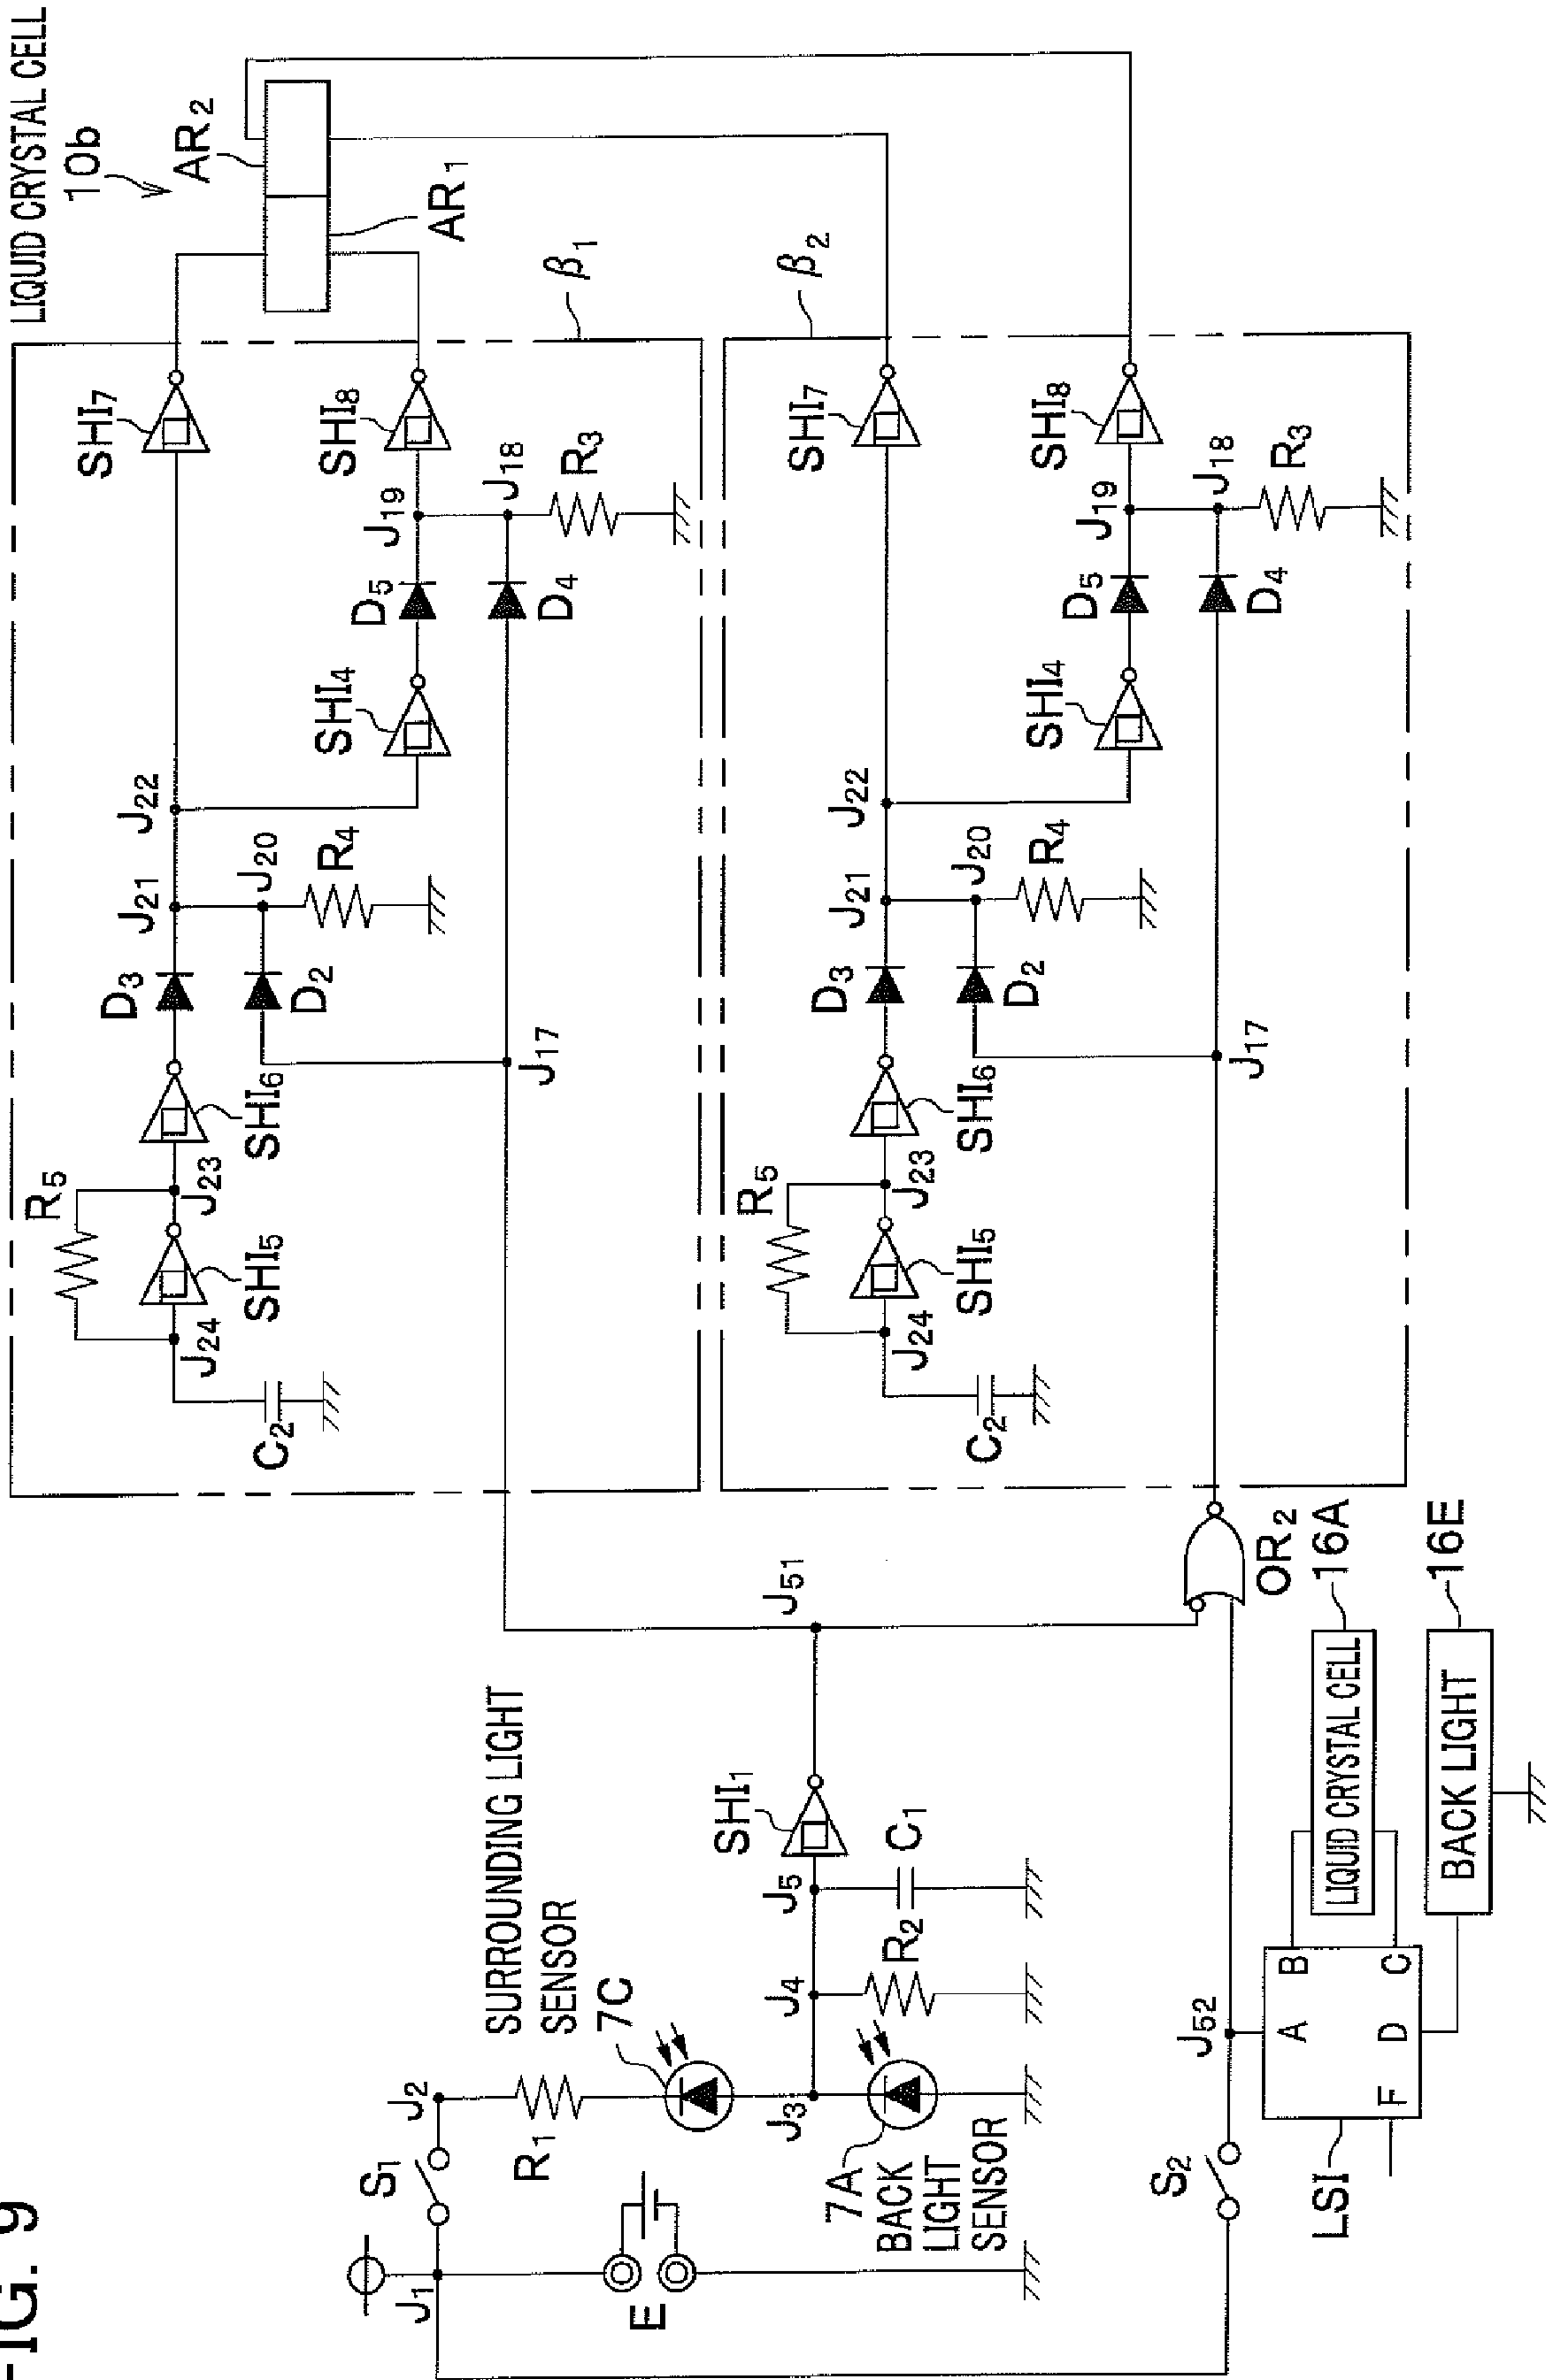 FIG. 9
LIQUID CRYSTAL CELL
10b
AR2
AR1
β1
β2
R5
SHI5
J24
C2
J23
SHI6
D3
J21
J22
J20
D2
R4
J17
SHI7
SHI4
D5
J19
SHI8
D4
J18
R3
R5
SHI5
J24
C2
J23
SHI6
D3
J21
J22
J20
D2
R4
J17
SHI7
SHI4
D5
J19
SHI8
D4
J18
R3
J1
S1
J2
R1
E
SURROUNDING LIGHT
SENSOR
7C
J3
7A
BACK
LIGHT
SENSOR
J4
R2
J5
C1
SHI1
J51
OR2
S2
J52
LSI
A
B
C
D
F
LIQUID CRYSTAL CELL
16A
BACK LIGHT
16E